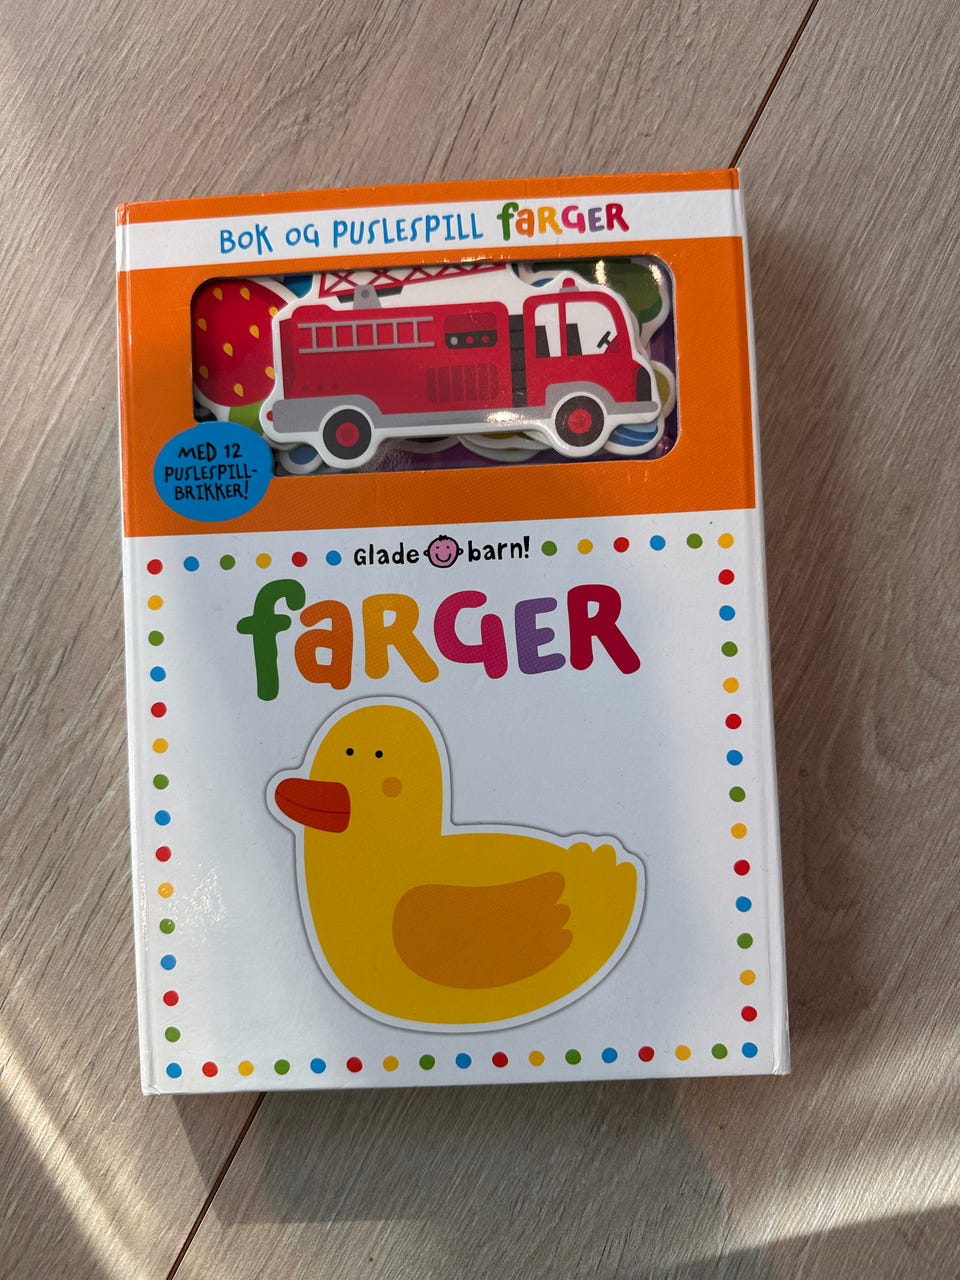 BOK OG PUSLESPILL faRGER
MED 12
PUSLESPILL-
BRIKKER!
Glade barn!
faRGER